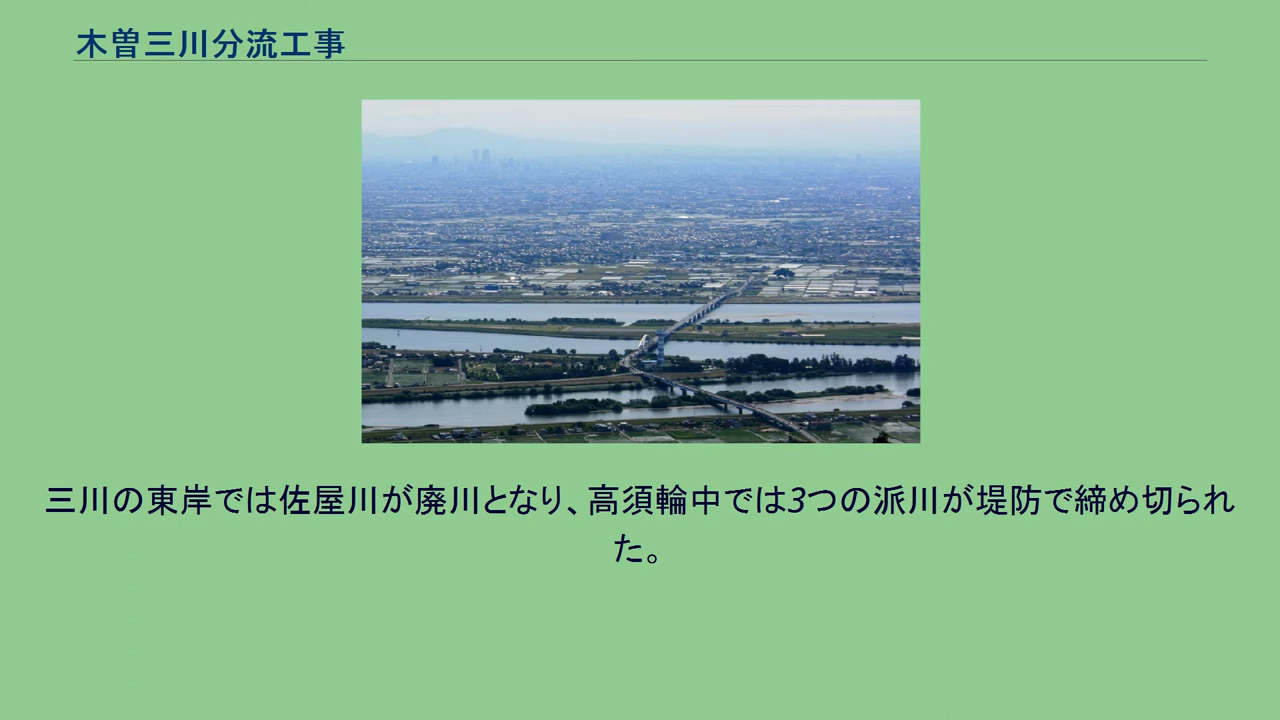 木曽三川分流工事
三川の東岸では佐屋川が廃川となり、高須輪中では3つの派川が堤防で締め切られ
た。